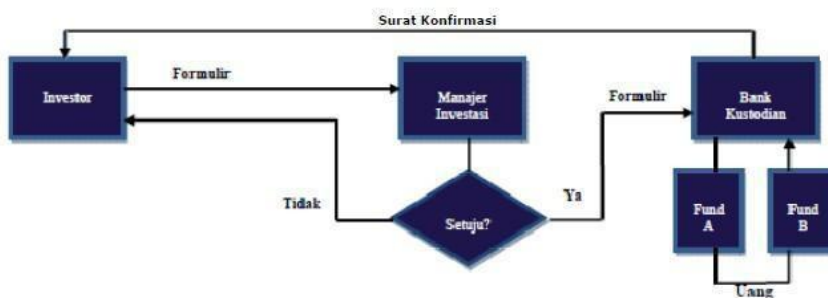 Surat Konfirmasi
Formulir
Investor
Manajer
Investasi
Formulir
Bank
Kustodian
Tidak
Setuju?
Ya
Fund
A
Fund
B
Uang